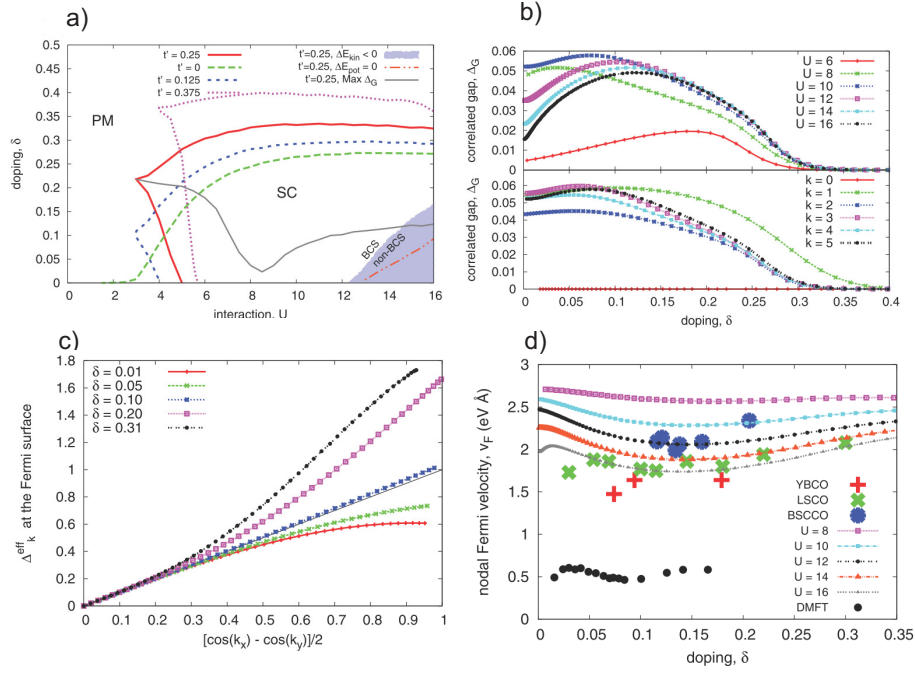 a)
t' = 0.25
t' = 0
t' = 0.125
t' = 0.375
t'=0.25, ΔE_kin < 0
t'=0.25, ΔE_pot = 0
t'=0.25, Max Δ_G
PM
SC
BCS
non-BCS
doping, δ
0.5
0.4
0.3
0.25
0.2
0.15
0.1
0.05
0
0 2 4 6 8 10 12 14 16
interaction, U
b)
correlated gap, Δ_G
0.06
0.05
0.04
0.03
0.02
0.01
0.00
U = 6
U = 8
U = 10
U = 12
U = 14
U = 16
correlated gap, Δ_G
0.06
0.05
0.04
0.03
0.02
0.01
0.00
k = 0
k = 1
k = 2
k = 3
k = 4
k = 5
0 0.05 0.1 0.15 0.2 0.25 0.3 0.35 0.4
doping, δ
c)
δ = 0.01
δ = 0.05
δ = 0.10
δ = 0.20
δ = 0.31
Δ^eff_k at the Fermi surface
1.8
1.6
1.4
1.2
1
0.8
0.6
0.4
0.2
0
0 0.1 0.2 0.3 0.4 0.5 0.6 0.7 0.8 0.9 1
[cos(k_x) - cos(k_y)]/2
d)
nodal Fermi velocity, v_F (eV Å)
3
2.5
2
1.5
1
0.5
0
YBCO
LSCO
BSCCO
U = 8
U = 10
U = 12
U = 14
U = 16
DMFT
0 0.05 0.1 0.15 0.2 0.25 0.3 0.35
doping, δ